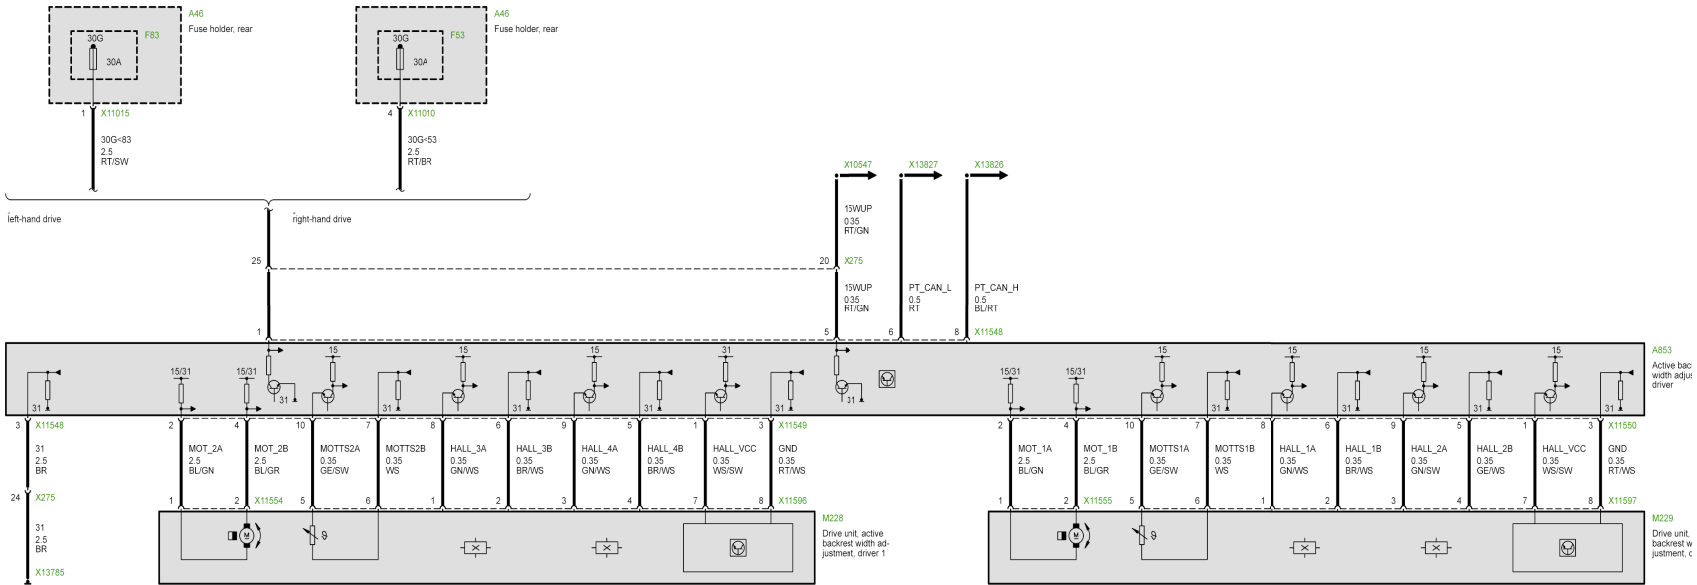 A46
Fuse holder, rear
F83
30G
30A
A46
Fuse holder, rear
F53
30G
30A
1 X11015
4 X11010
30G<83
2.5
RT/SW
30G<53
2.5
RT/BR
left-hand drive
right-hand drive
X10547
X13827
X13826
15WUP
0.35
RT/GN
25
20 X275
15WUP
0.35
RT/GN
PT_CAN_L
0.5
RT
PT_CAN_H
0.5
BL/RT
1
5
6
8 X11548
15 15 15 31 15 15 15 15
15/31 15/31 15/31 15/31
31 31 31 31 31 31 31 31 31 31 31 31
A853
Active
width
driver
3 X11548
2 4 10 7 8 6 9 5 1 3 X11549
2 4 10 7 8 6 9 5 1 3 X11550
31
2.5
BR
MOT_2A
2.5
BL/GN
MOT_2B
2.5
BL/GR
MOTTS2A
0.35
GE/SW
MOTTS2B
0.35
WS
HALL_3A
0.35
GN/WS
HALL_3B
0.35
BR/WS
HALL_4A
0.35
GN/WS
HALL_4B
0.35
BR/WS
HALL_VCC
0.35
WS/SW
GND
0.35
RT/WS
MOT_1A
2.5
BL/GN
MOT_1B
2.5
BL/GR
MOTTS1A
0.35
GE/SW
MOTTS1B
0.35
WS
HALL_1A
0.35
GN/WS
HALL_1B
0.35
BR/WS
HALL_2A
0.35
GN/SW
HALL_2B
0.35
GE/WS
HALL_VCC
0.35
WS/SW
GND
0.35
RT/WS
24 X275
1 2 X11554 5 6 1 2 3 4 7 8 X11596
1 2 X11555 5 6 1 2 3 4 7 8 X11597
31
2.5
BR
X13785
M
ϑ
M228
Drive unit, active
backrest width ad-
justment, driver 1
M
ϑ
M229
Drive unit,
backrest
justment,